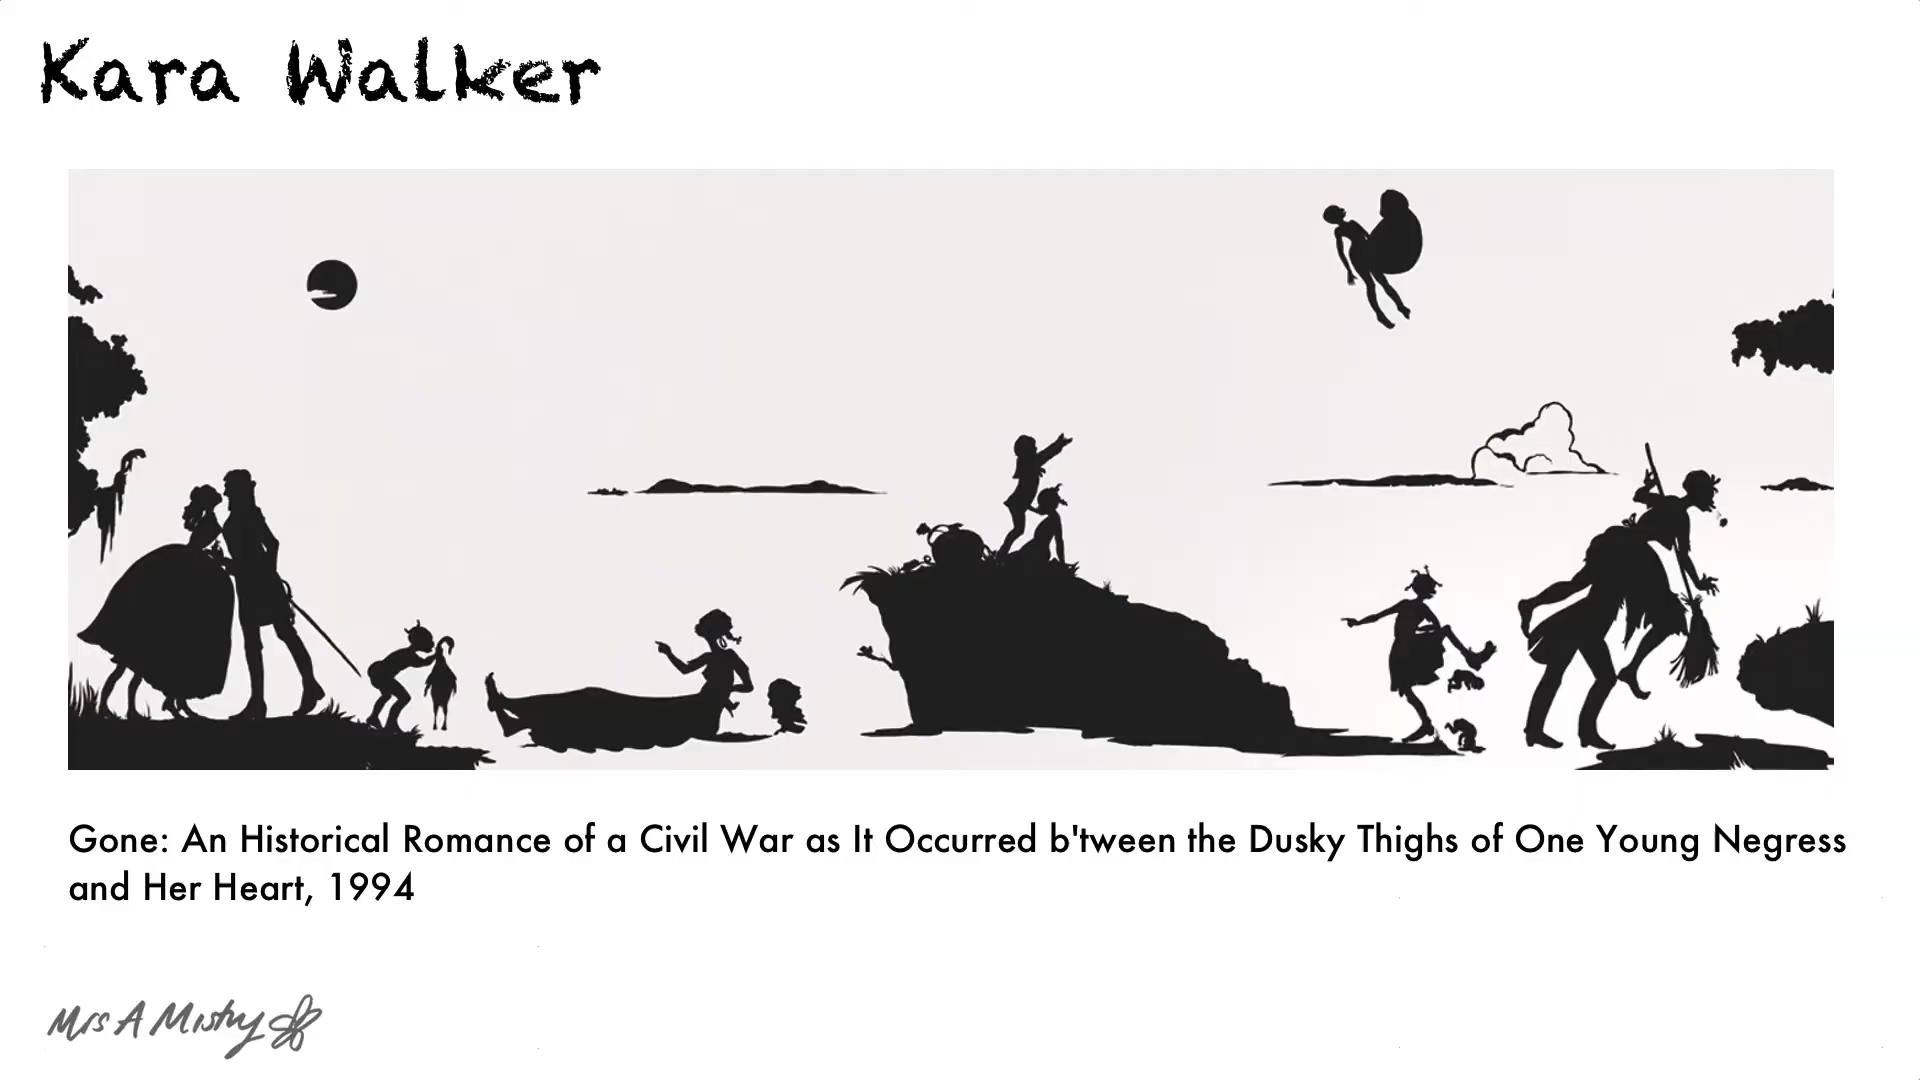 Kara Walker
Gone: An Historical Romance of a Civil War as It Occurred b'tween the Dusky Thighs of One Young Negress
and Her Heart, 1994
Mrs A Mistry